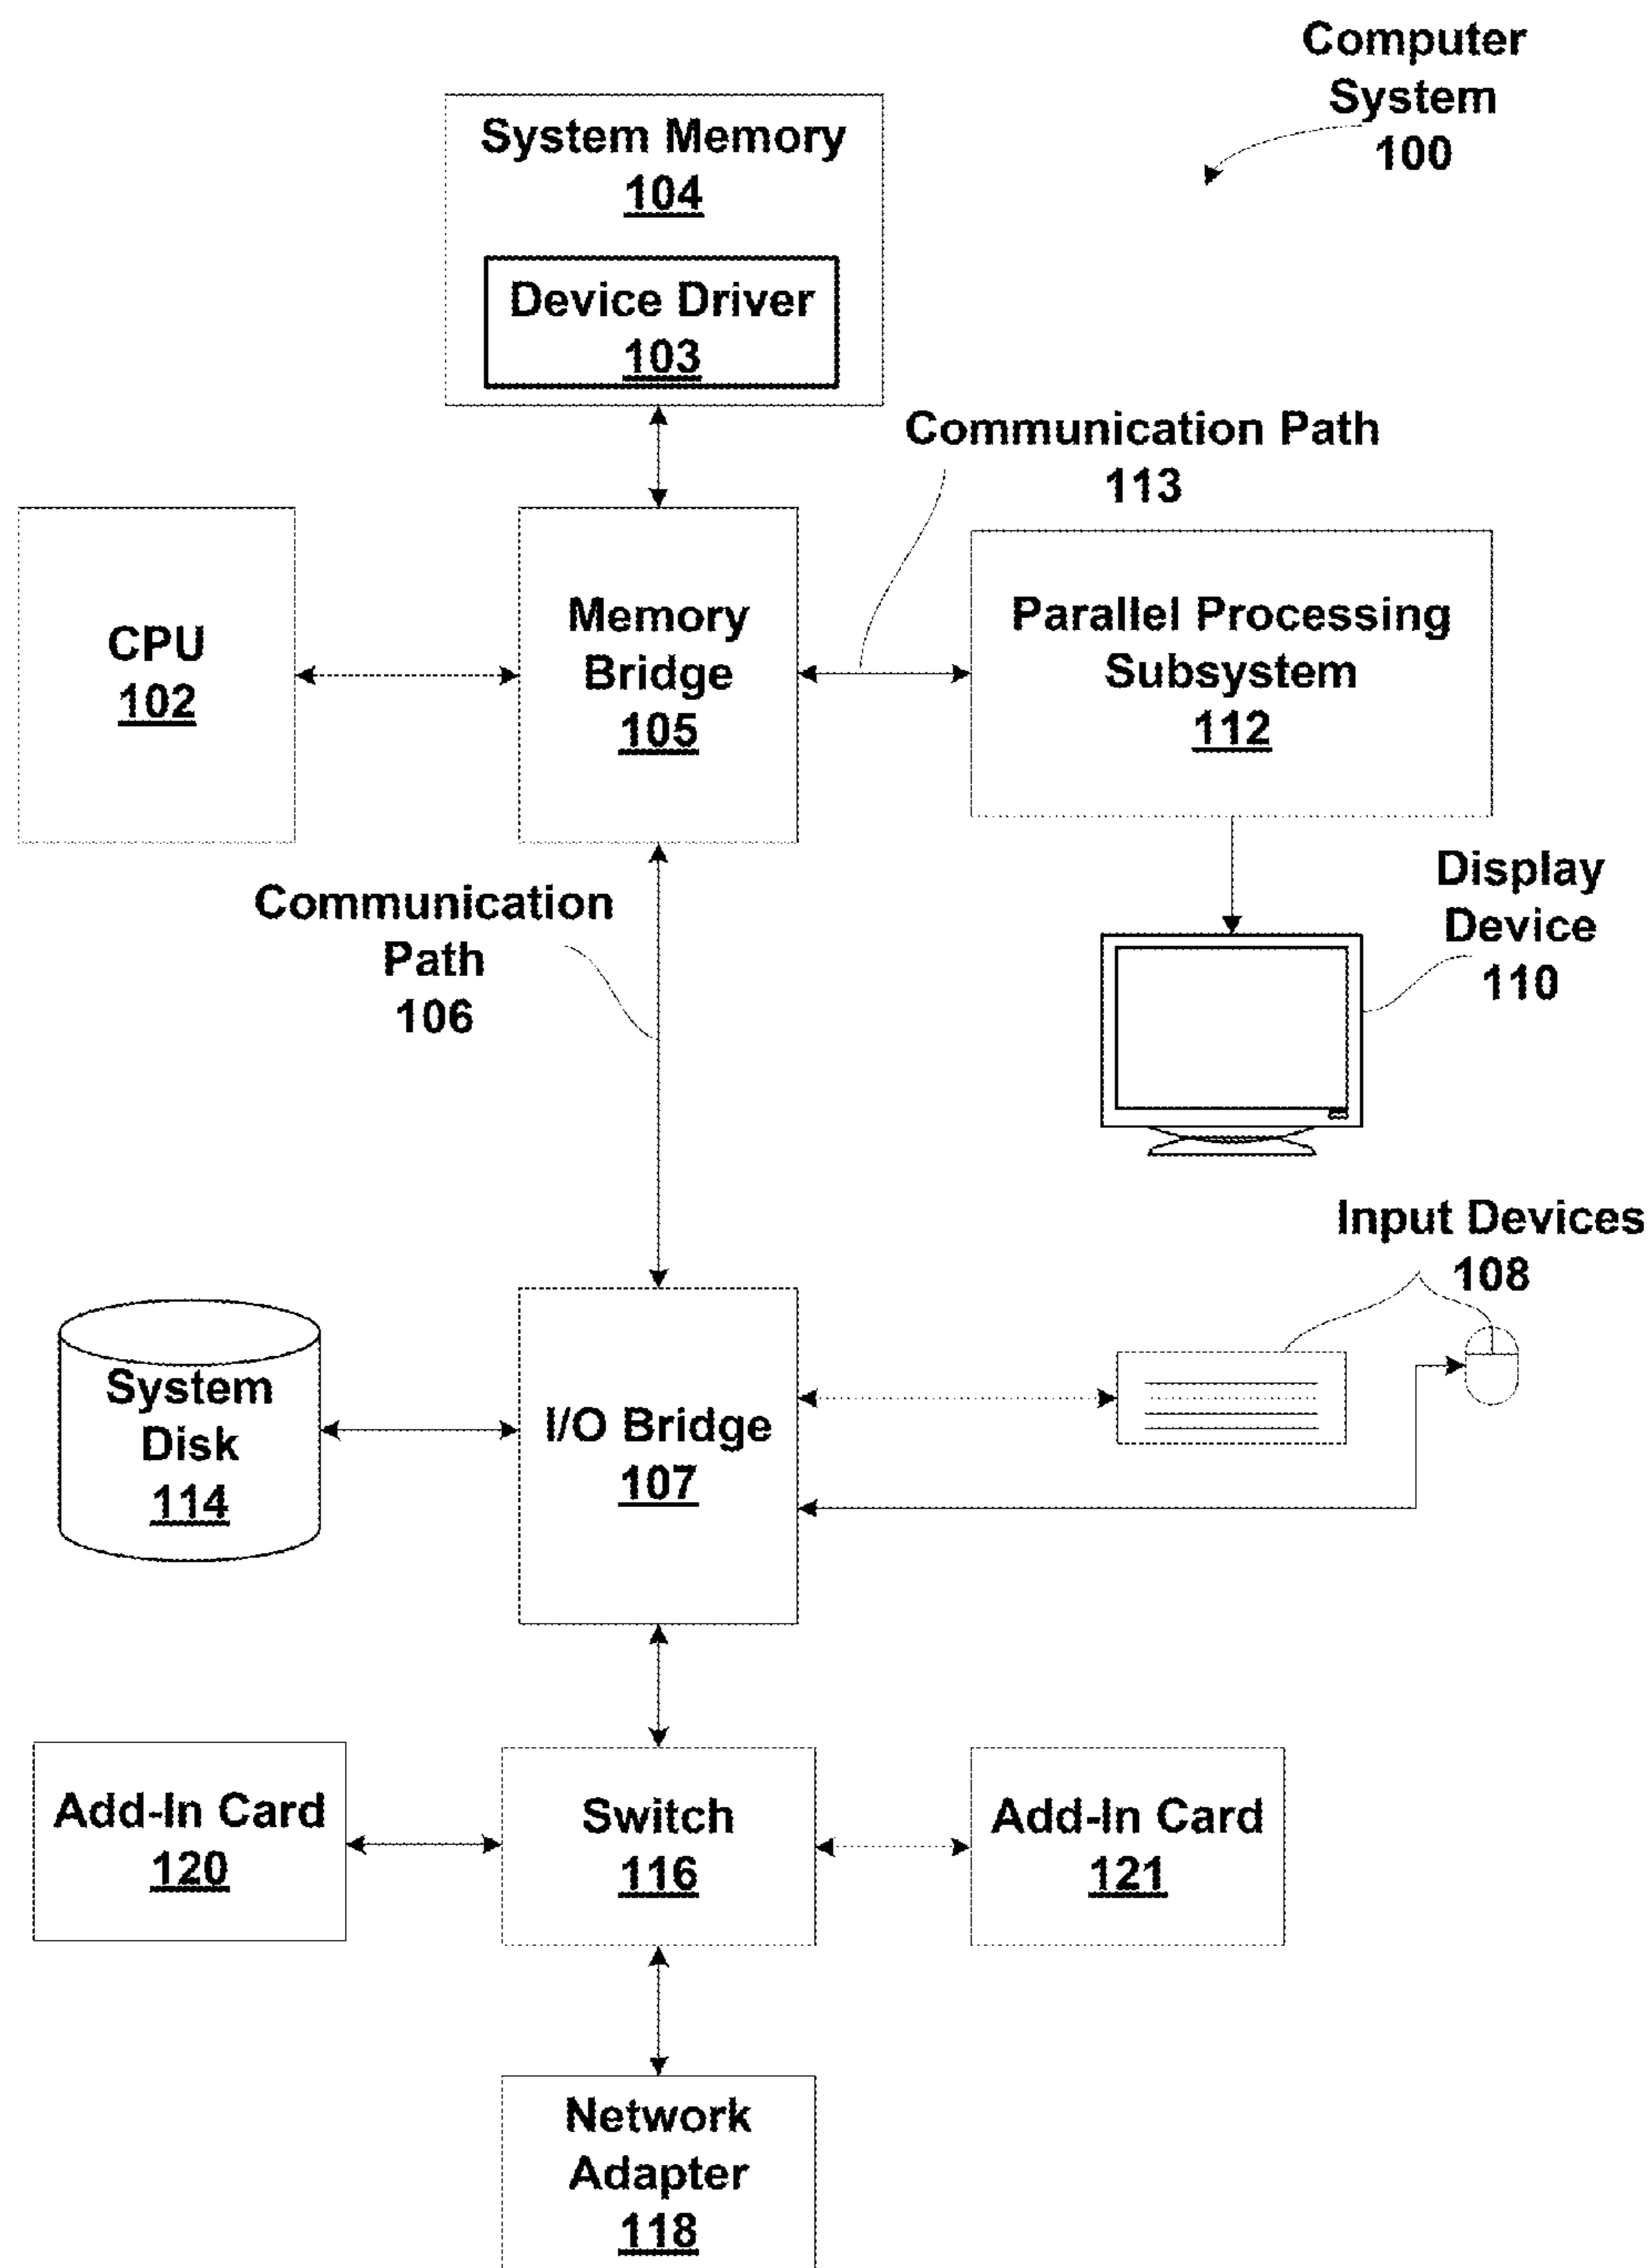 Computer
System
100
System Memory
104
Device Driver
103
Communication Path
113
CPU
102
Memory
Bridge
105
Parallel Processing
Subsystem
112
Communication
Path
106
Display
Device
110
Input Devices
108
System
Disk
114
I/O Bridge
107
Add-In Card
120
Switch
116
Add-In Card
121
Network
Adapter
118